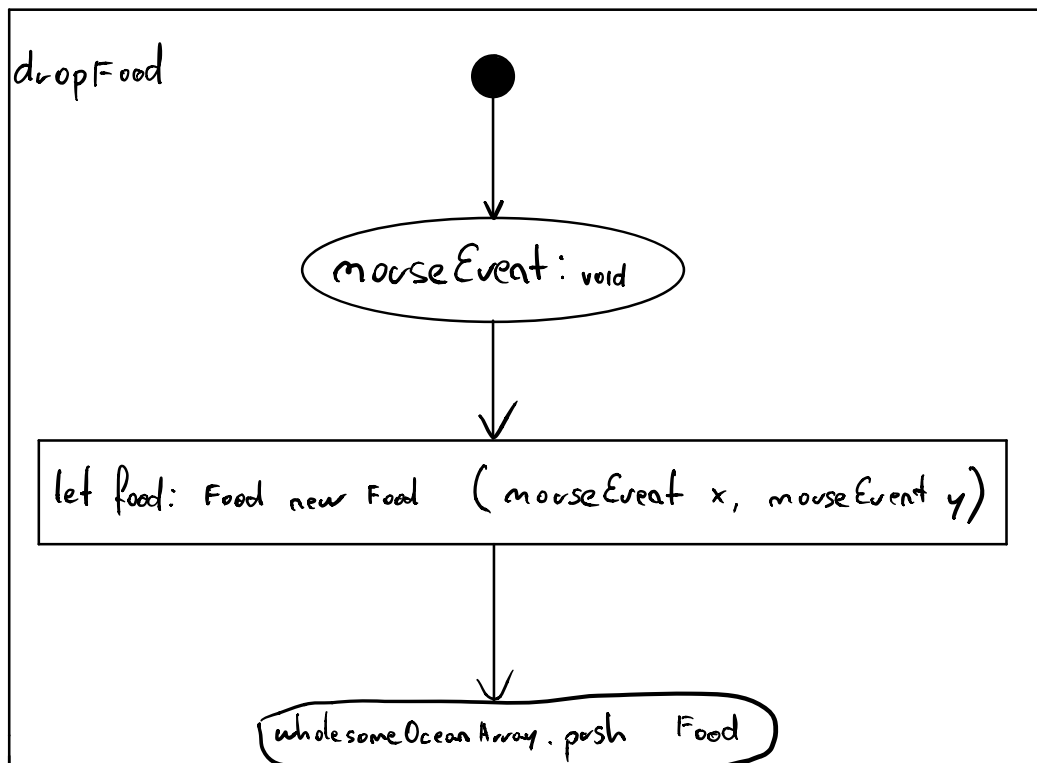 dropFood
mouseEvent: void
let food: Food new Food (mouseEvent x, mouseEvent y)
wholesomeOceanArray.push Food